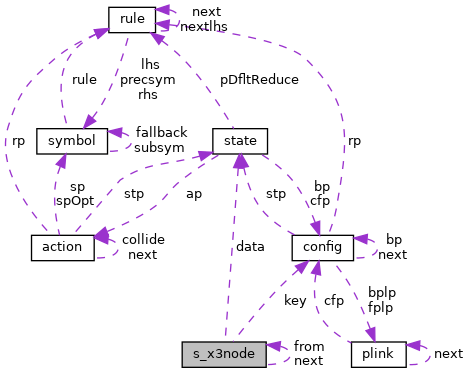 rule
next
nextlhs
lhs
precsym
rhs
rule
pDfltReduce
symbol
fallback
subsym
state
rp
rp
sp
spOpt
stp
ap
stp
bp
cfp
action
collide
next
data
config
bp
next
key
cfp
bplp
fplp
s_x3node
from
next
plink
next